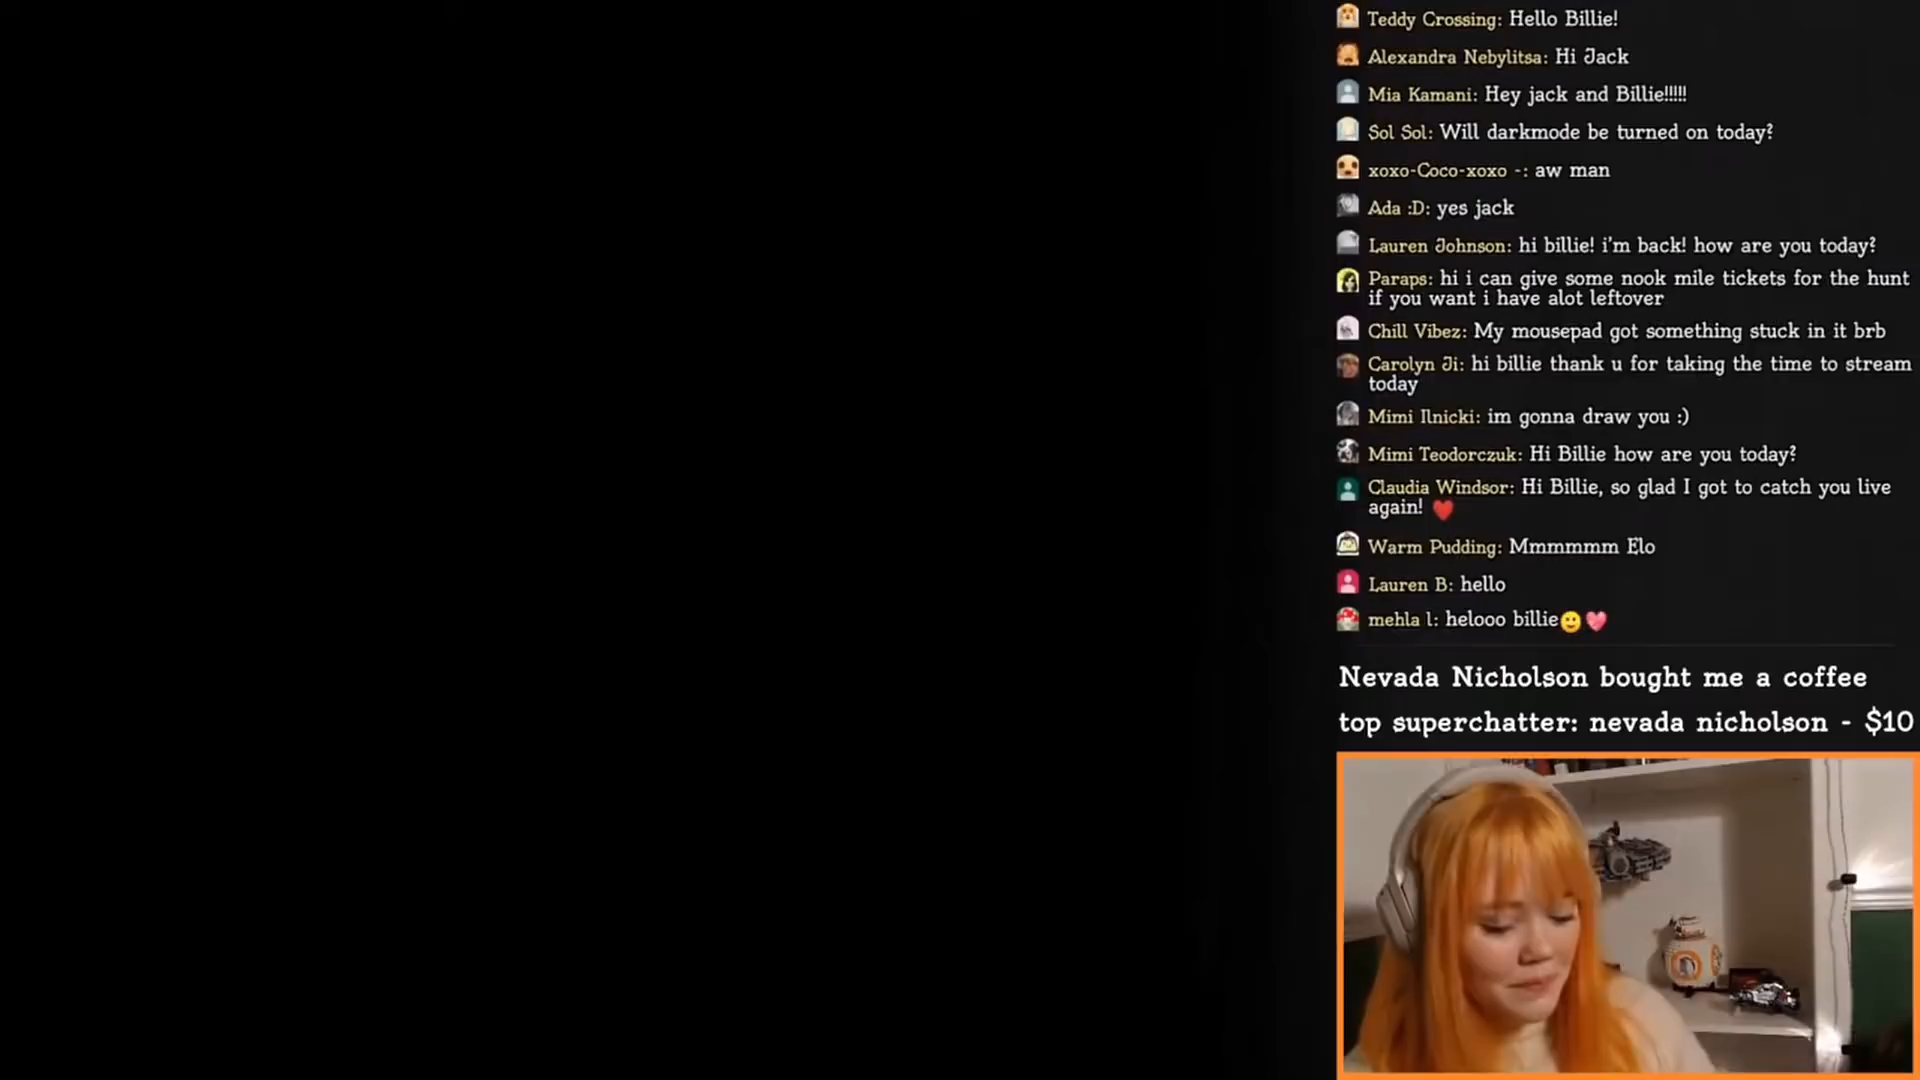 Teddy Crossing: Hello Billie!
Alexandra Nebylitsa: Hi Jack
Mia Kamani: Hey jack and Billie!!!!!
Sol Sol: Will darkmode be turned on today?
xoxo-Coco-xoxo -: aw man
Ada :D: yes jack
Lauren Johnson: hi billie! i'm back! how are you today?
Paraps: hi i can give some nook mile tickets for the hunt
if you want i have alot leftover
Chill Vibez: My mousepad got something stuck in it brb
Carolyn Ji: hi billie thank u for taking the time to stream
today
Mimi Ilnicki: im gonna draw you :)
Mimi Teodorczuk: Hi Billie how are you today?
Claudia Windsor: Hi Billie, so glad I got to catch you live
again! ❤️
Warm Pudding: Mmmmmm Elo
Lauren B: hello
mehla l: helooo billie🙂💖
Nevada Nicholson bought me a coffee
top superchatter: nevada nicholson - $10